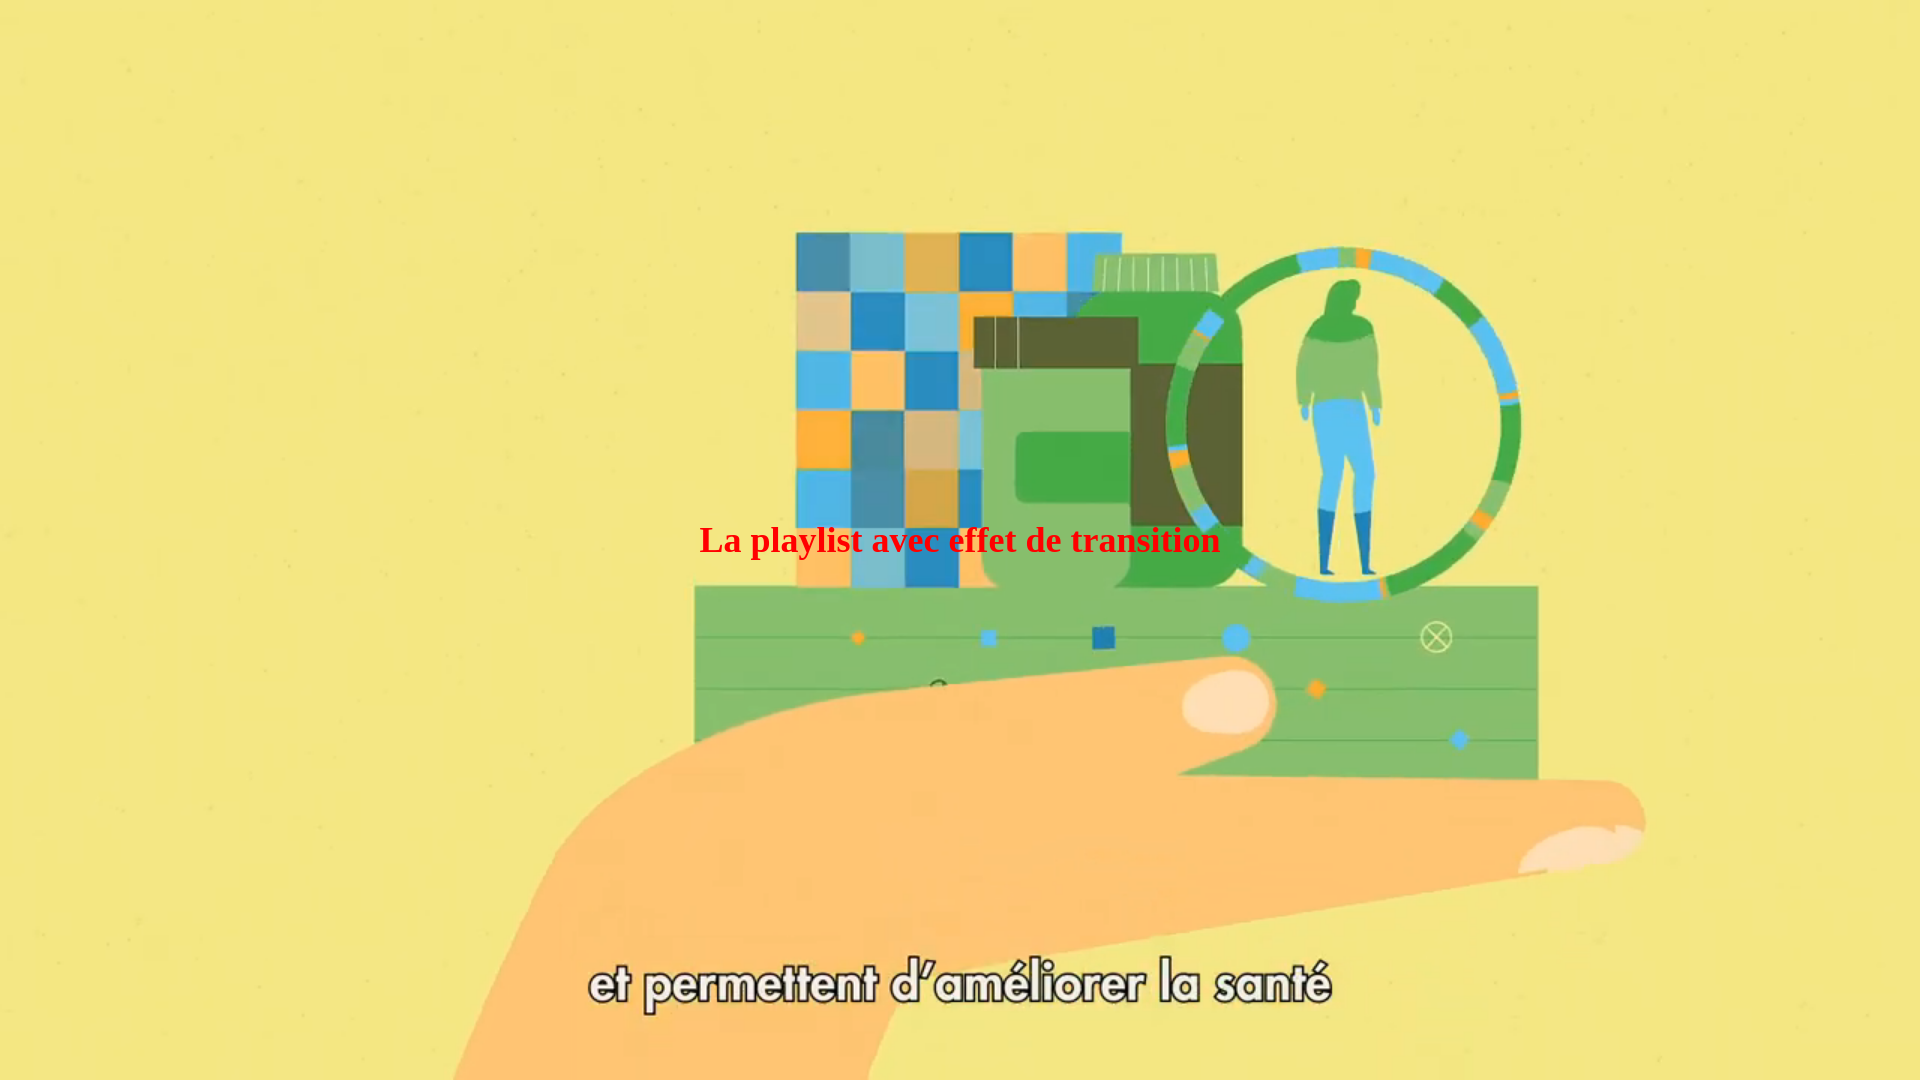 La playlist avec effet de transition
et permettent d’améliorer la santé